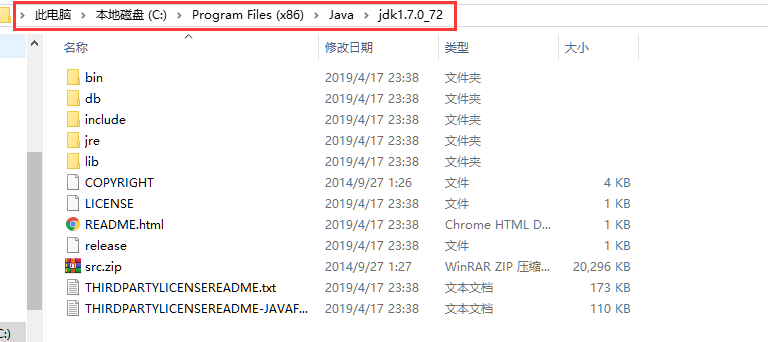 此电脑 > 本地磁盘 (C:) > Program Files (x86) > Java > jdk1.7.0_72
名称 修改日期 类型 大小
bin 2019/4/17 23:38 文件夹
db 2019/4/17 23:38 文件夹
include 2019/4/17 23:38 文件夹
jre 2019/4/17 23:38 文件夹
lib 2019/4/17 23:38 文件夹
COPYRIGHT 2014/9/27 1:26 文件 4 KB
LICENSE 2019/4/17 23:38 文件 1 KB
README.html 2019/4/17 23:38 Chrome HTML D... 1 KB
release 2019/4/17 23:38 文件 1 KB
src.zip 2014/9/27 1:27 WinRAR ZIP 压缩... 20,296 KB
THIRDPARTYLICENSEREADME.txt 2019/4/17 23:38 文本文档 173 KB
THIRDPARTYLICENSEREADME-JAVAF... 2019/4/17 23:38 文本文档 110 KB
C:)